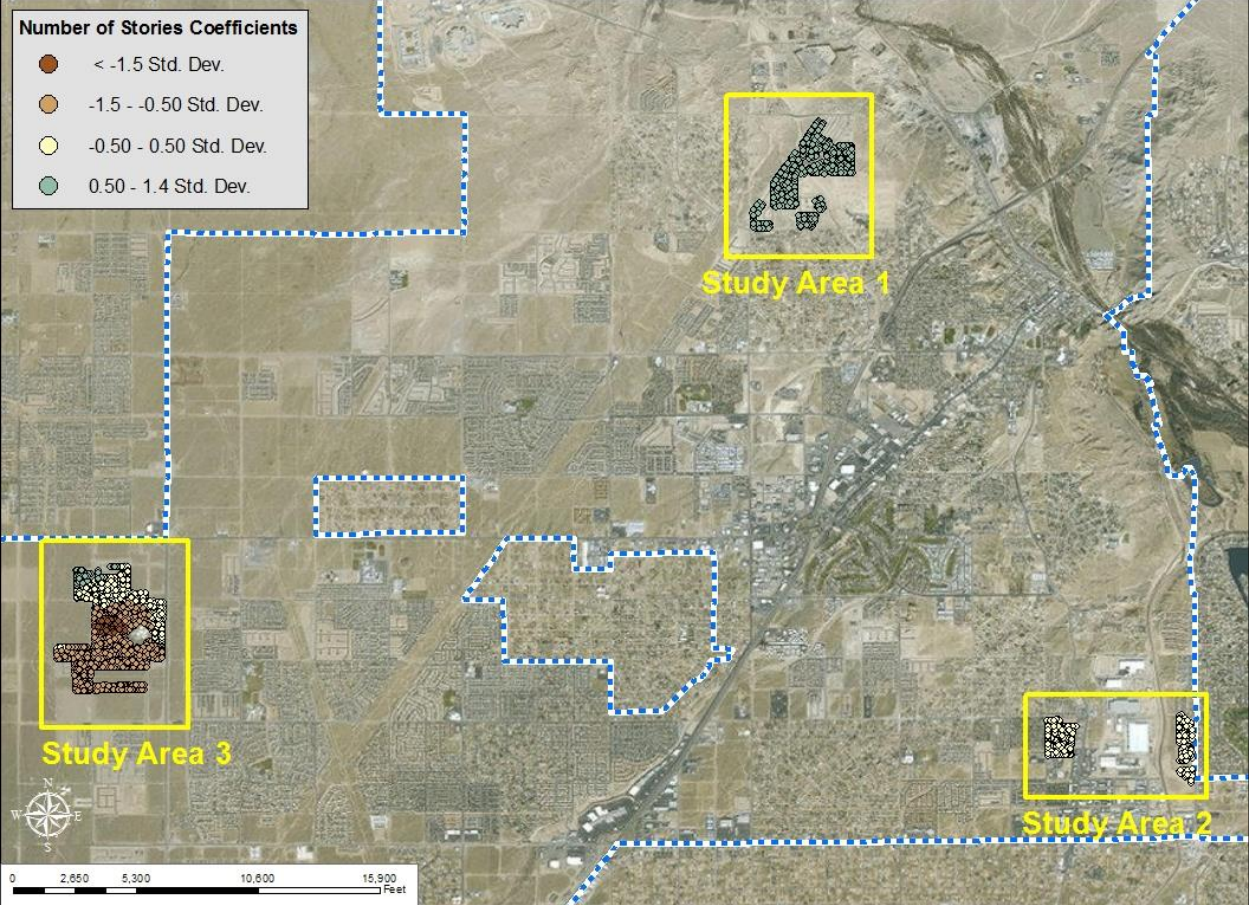 Number of Stories Coefficients
< -1.5 Std. Dev.
-1.5 - -0.50 Std. Dev.
-0.50 - 0.50 Std. Dev.
0.50 - 1.4 Std. Dev.
Study Area 1
Study Area 3
Study Area 2
N
W
E
S
0 2,650 5,300 10,600 15,900
Feet